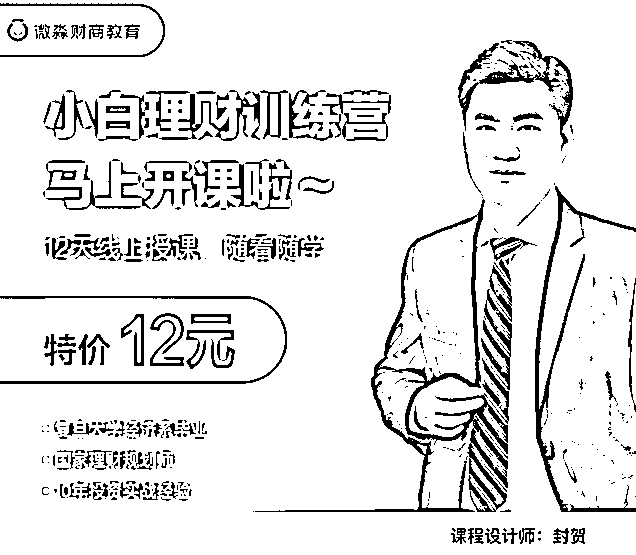 微淼财商教育
小白理财训练营
马上开课啦~
12天线上授课 随看随学
特价12元
复旦大学经济系毕业
国家理财规划师
10年投资实战经验
课程设计师：封贺